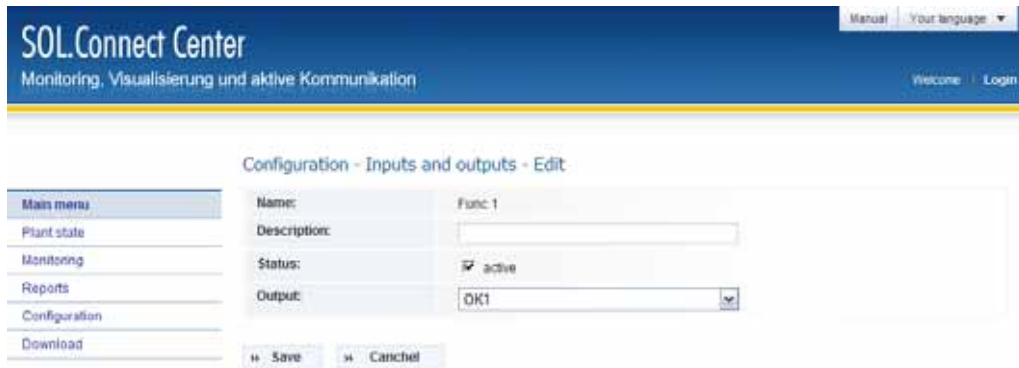 Manual Your language
SOL.Connect Center
Monitoring, Visualisierung und aktive Kommunikation
Welcome Login
Configuration - Inputs and outputs - Edit
Main menu
Plant state
Monitoring
Reports
Configuration
Download
Name: Func 1
Description:
Status: active
Output: OK1
Save Canchel